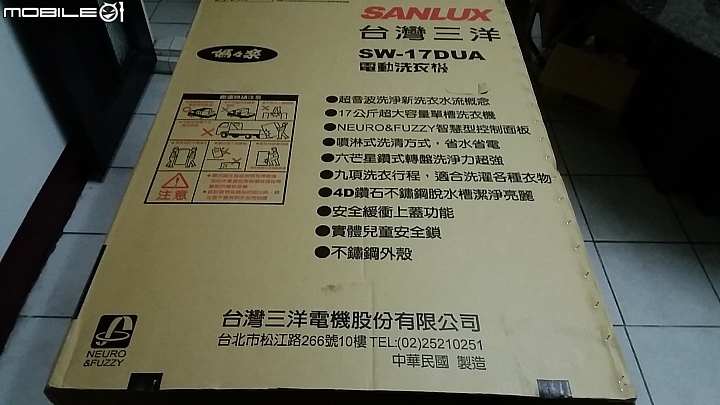 MOBILE01
SANLUX
台灣三洋
SW-17DUA
電動洗衣機
媽媽樂
●超音波洗淨新洗衣水流概念
●17公斤超大容量單槽洗衣機
●NEURO&FUZZY智慧型控制面板
●噴淋式洗清方式，省水省電
●六芒星鑽式轉盤洗淨力超強
●九項洗衣行程，適合洗濯各種衣物
●4D鑽石不鏽鋼脫水槽潔淨亮麗
●安全緩衝上蓋功能
●實體兒童安全鎖
●不鏽鋼外殼
注意
台灣三洋電機股份有限公司
台北市松江路266號10樓 TEL:(02)25210251
中華民國 製造
NEURO
&FUZZY